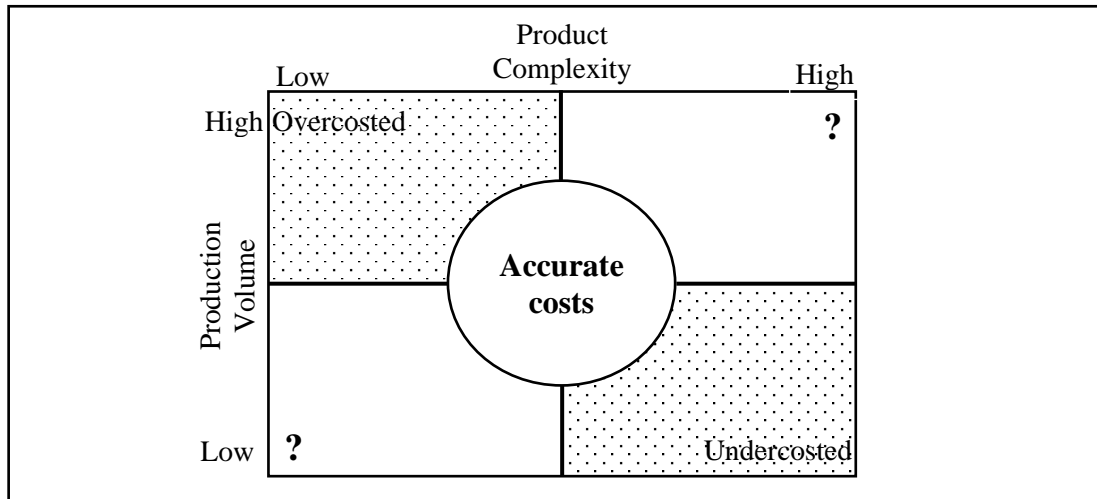 Product
Complexity
Low
High
High
Overcosted
?
Production
Volume
Accurate
costs
Low
?
Undercosted